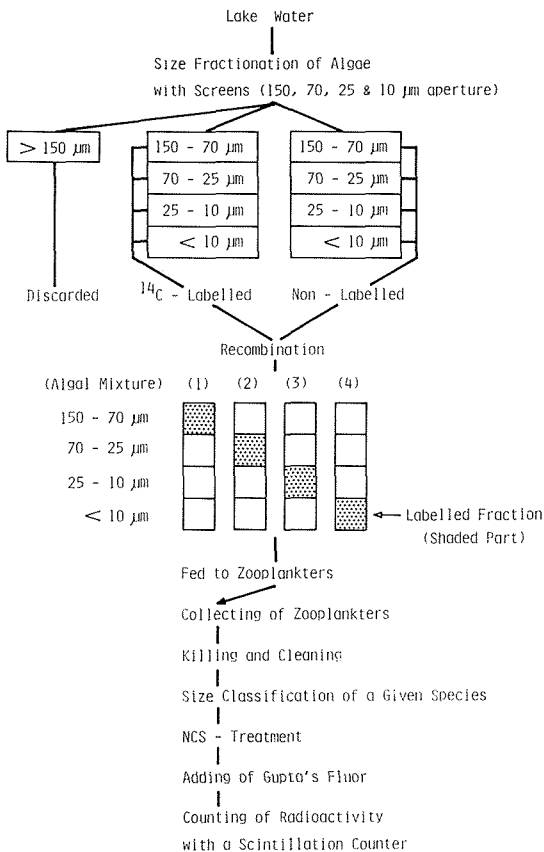 Lake Water
Size Fractionation of Algae
with Screens (150, 70, 25 & 10 µm aperture)
> 150 µm
150 - 70 µm
70 - 25 µm
25 - 10 µm
< 10 µm
150 - 70 µm
70 - 25 µm
25 - 10 µm
< 10 µm
Discarded
14C - Labelled
Non - Labelled
Recombination
(Algal Mixture) (1) (2) (3) (4)
150 - 70 µm
70 - 25 µm
25 - 10 µm
< 10 µm
Labelled Fraction
(Shaded Part)
Fed to Zooplankters
Collecting of Zooplankters
Killing and Cleaning
Size Classification of a Given Species
NCS - Treatment
Adding of Gupta's Fluor
Counting of Radioactivity
with a Scintillation Counter